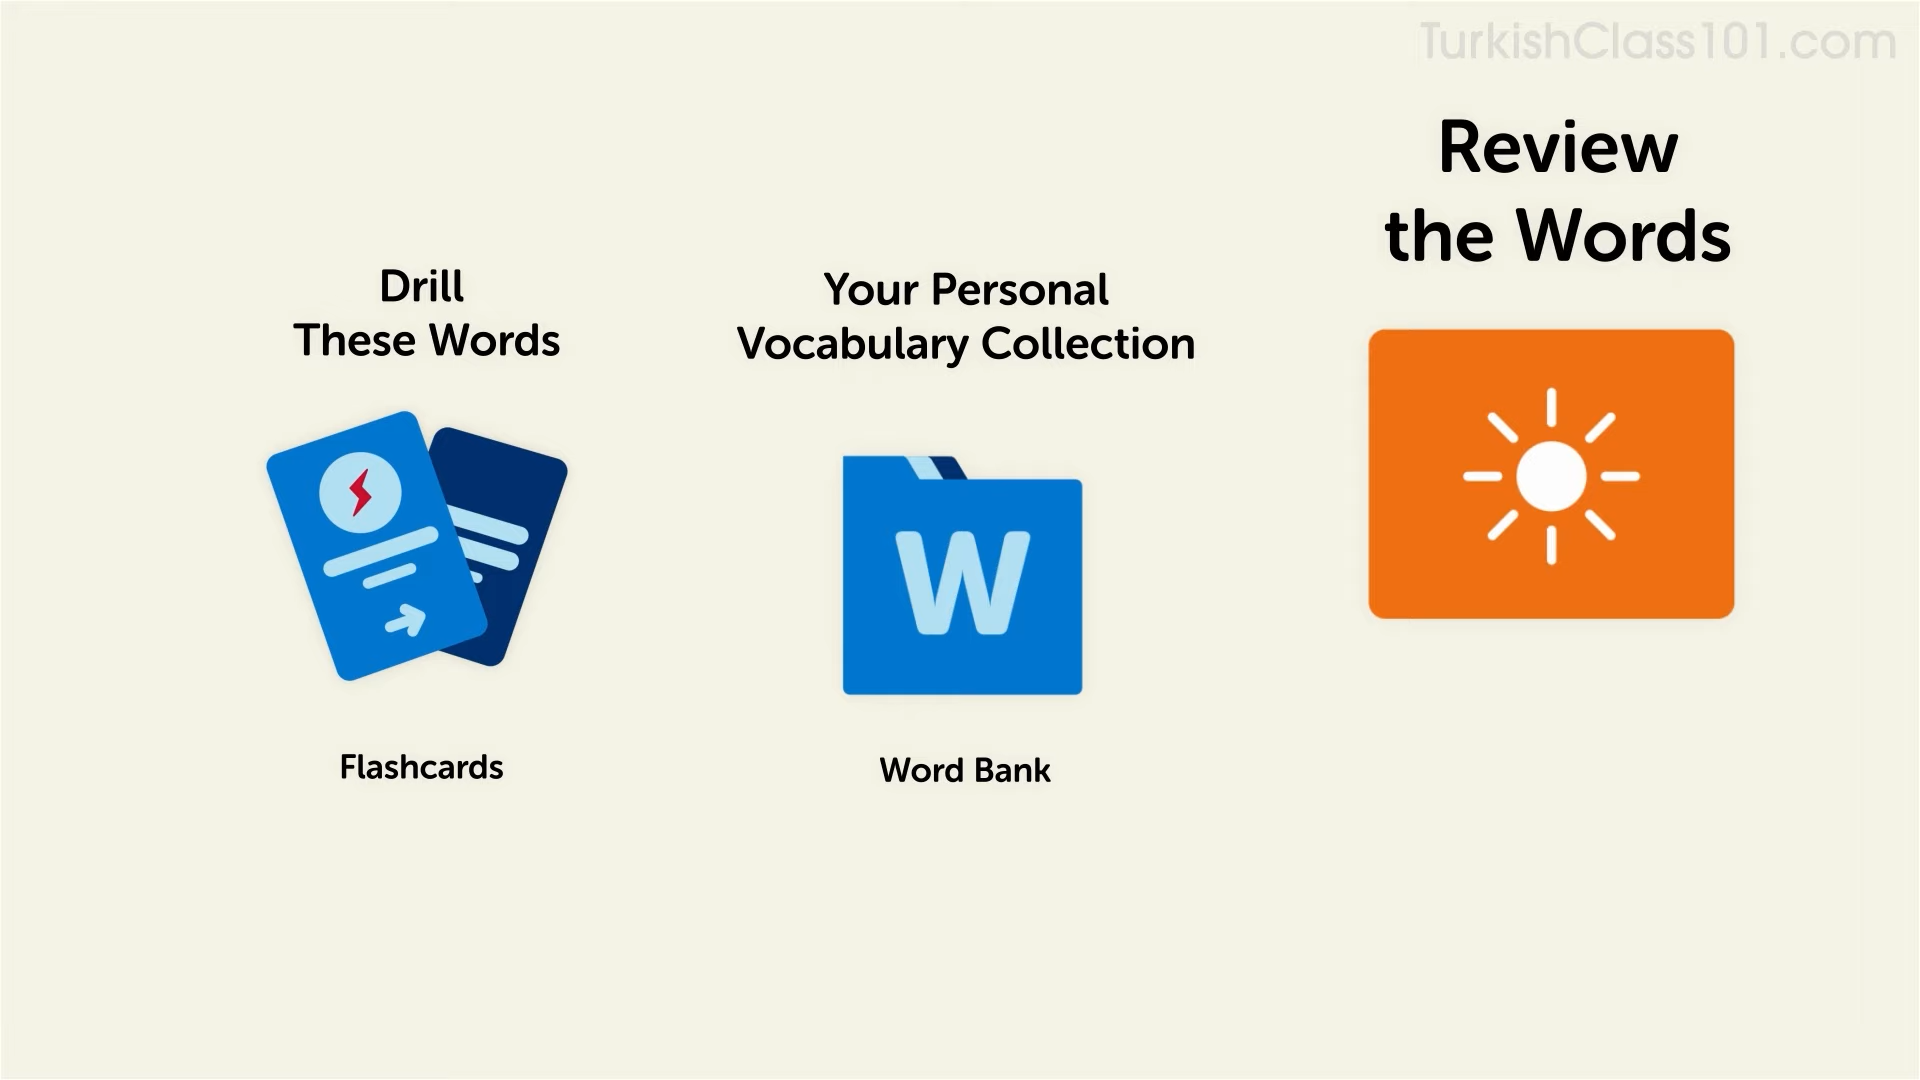 TurkishClass101.com
Drill
These Words
Flashcards
Your Personal
Vocabulary Collection
W
Word Bank
Review
the Words